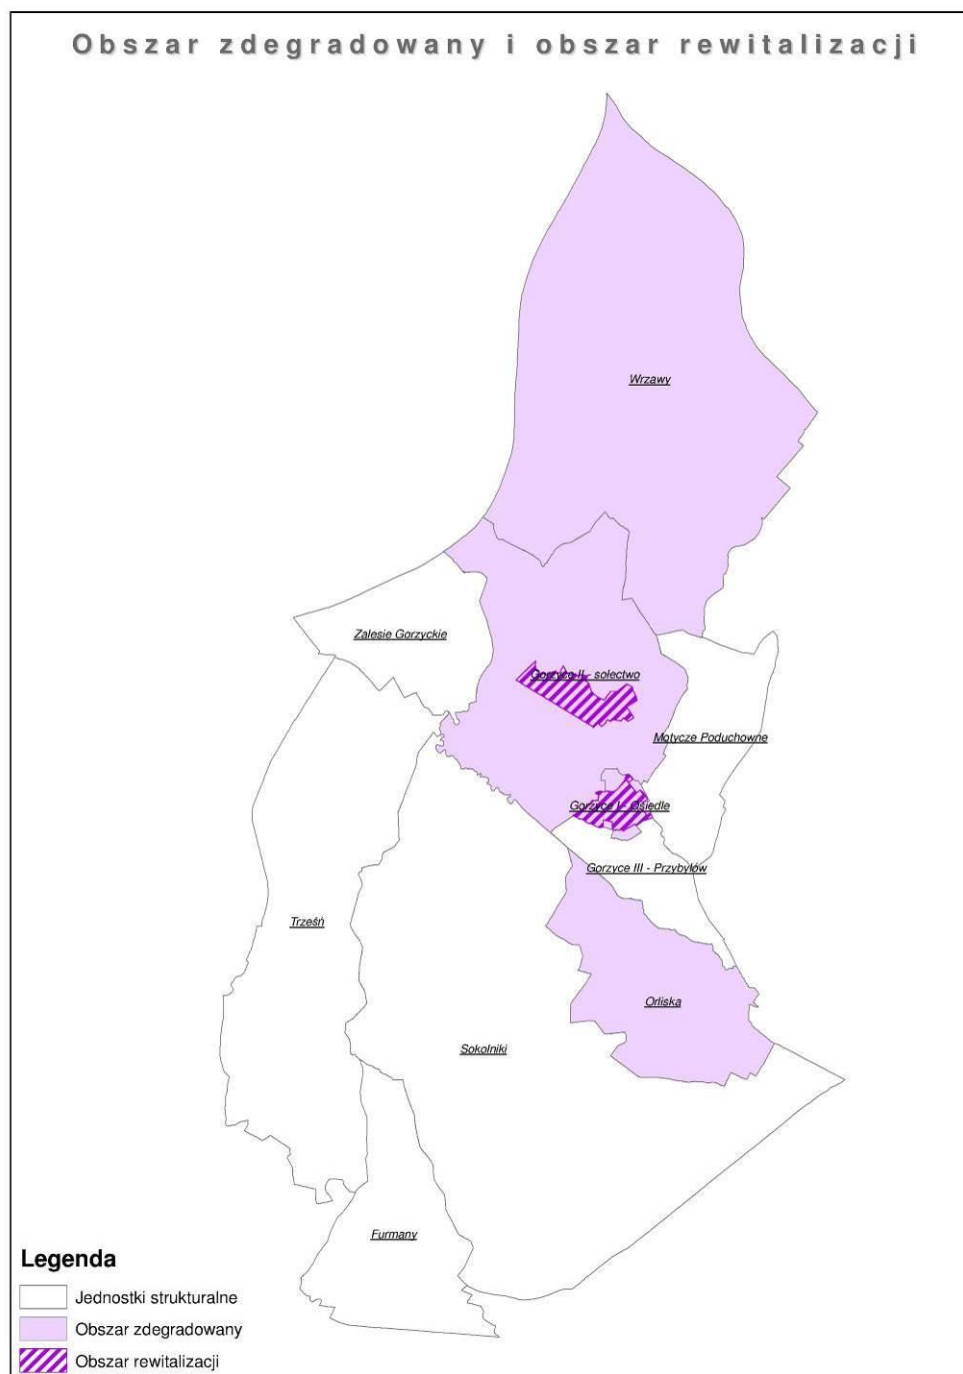 Obszar zdegradowany i obszar rewitalizacji
Wrzawy
Zalesie Gorzyckie
Gorzyce II - sołectwo
Motycze Poduchowne
Gorzyce I - Osiedle
Gorzyce III - Przybyłów
Trześń
Orliska
Sokolniki
Furmany
Legenda
Jednostki strukturalne
Obszar zdegradowany
Obszar rewitalizacji